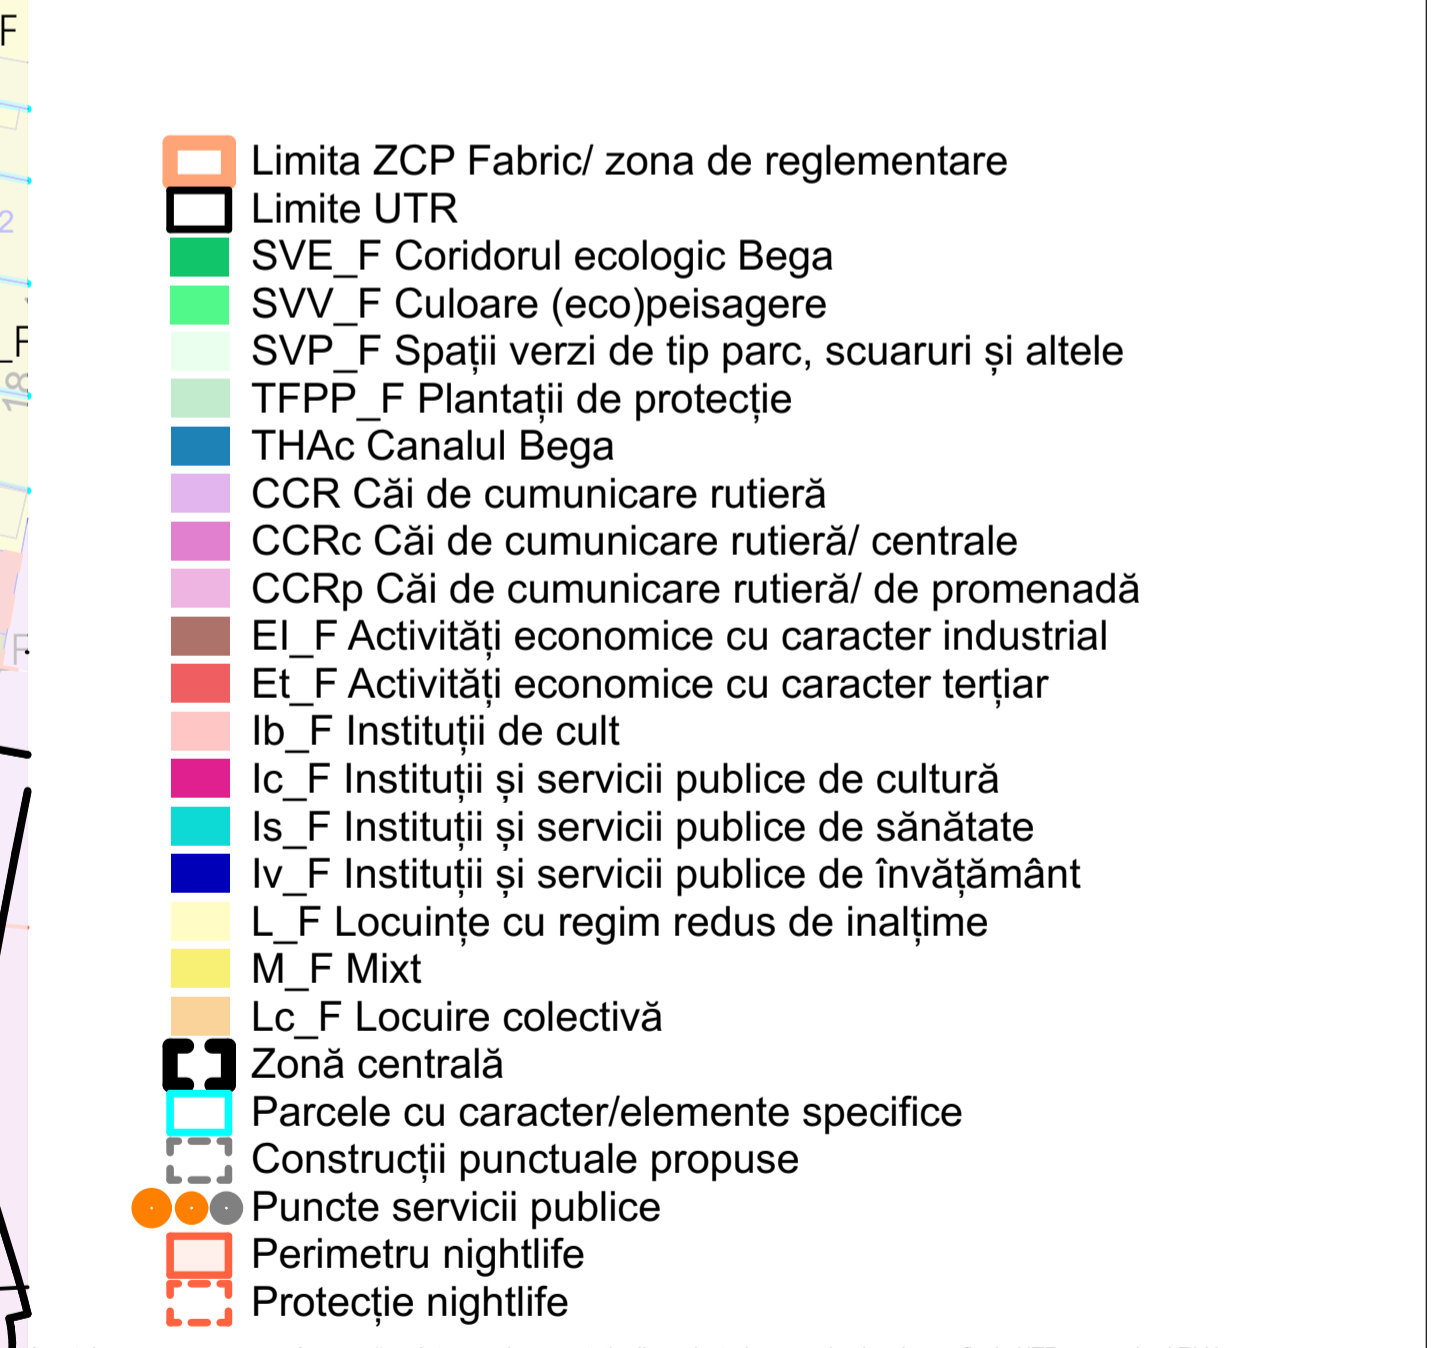 F
Limita ZCP Fabric/ zona de reglementare
Limite UTR
2
SVE_F Coridorul ecologic Bega
SVV_F Culoare (eco)peisagere
_F
SVP_F Spații verzi de tip parc, scuaruri și altele
18
TFPP_F Plantații de protecție
THAc Canalul Bega
CCR Căi de cumunicare rutieră
CCRc Căi de cumunicare rutieră/ centrale
CCRp Căi de cumunicare rutieră/ de promenadă
F
EI_F Activități economice cu caracter industrial
Et_F Activități economice cu caracter terțiar
Ib_F Instituții de cult
Ic_F Instituții și servicii publice de cultură
Is_F Instituții și servicii publice de sănătate
Iv_F Instituții și servicii publice de învățământ
L_F Locuințe cu regim redus de inalțime
M_F Mixt
Lc_F Locuire colectivă
Zonă centrală
Parcele cu caracter/elemente specifice
Construcții punctuale propuse
Puncte servicii publice
Perimetru nightlife
Protecție nightlife